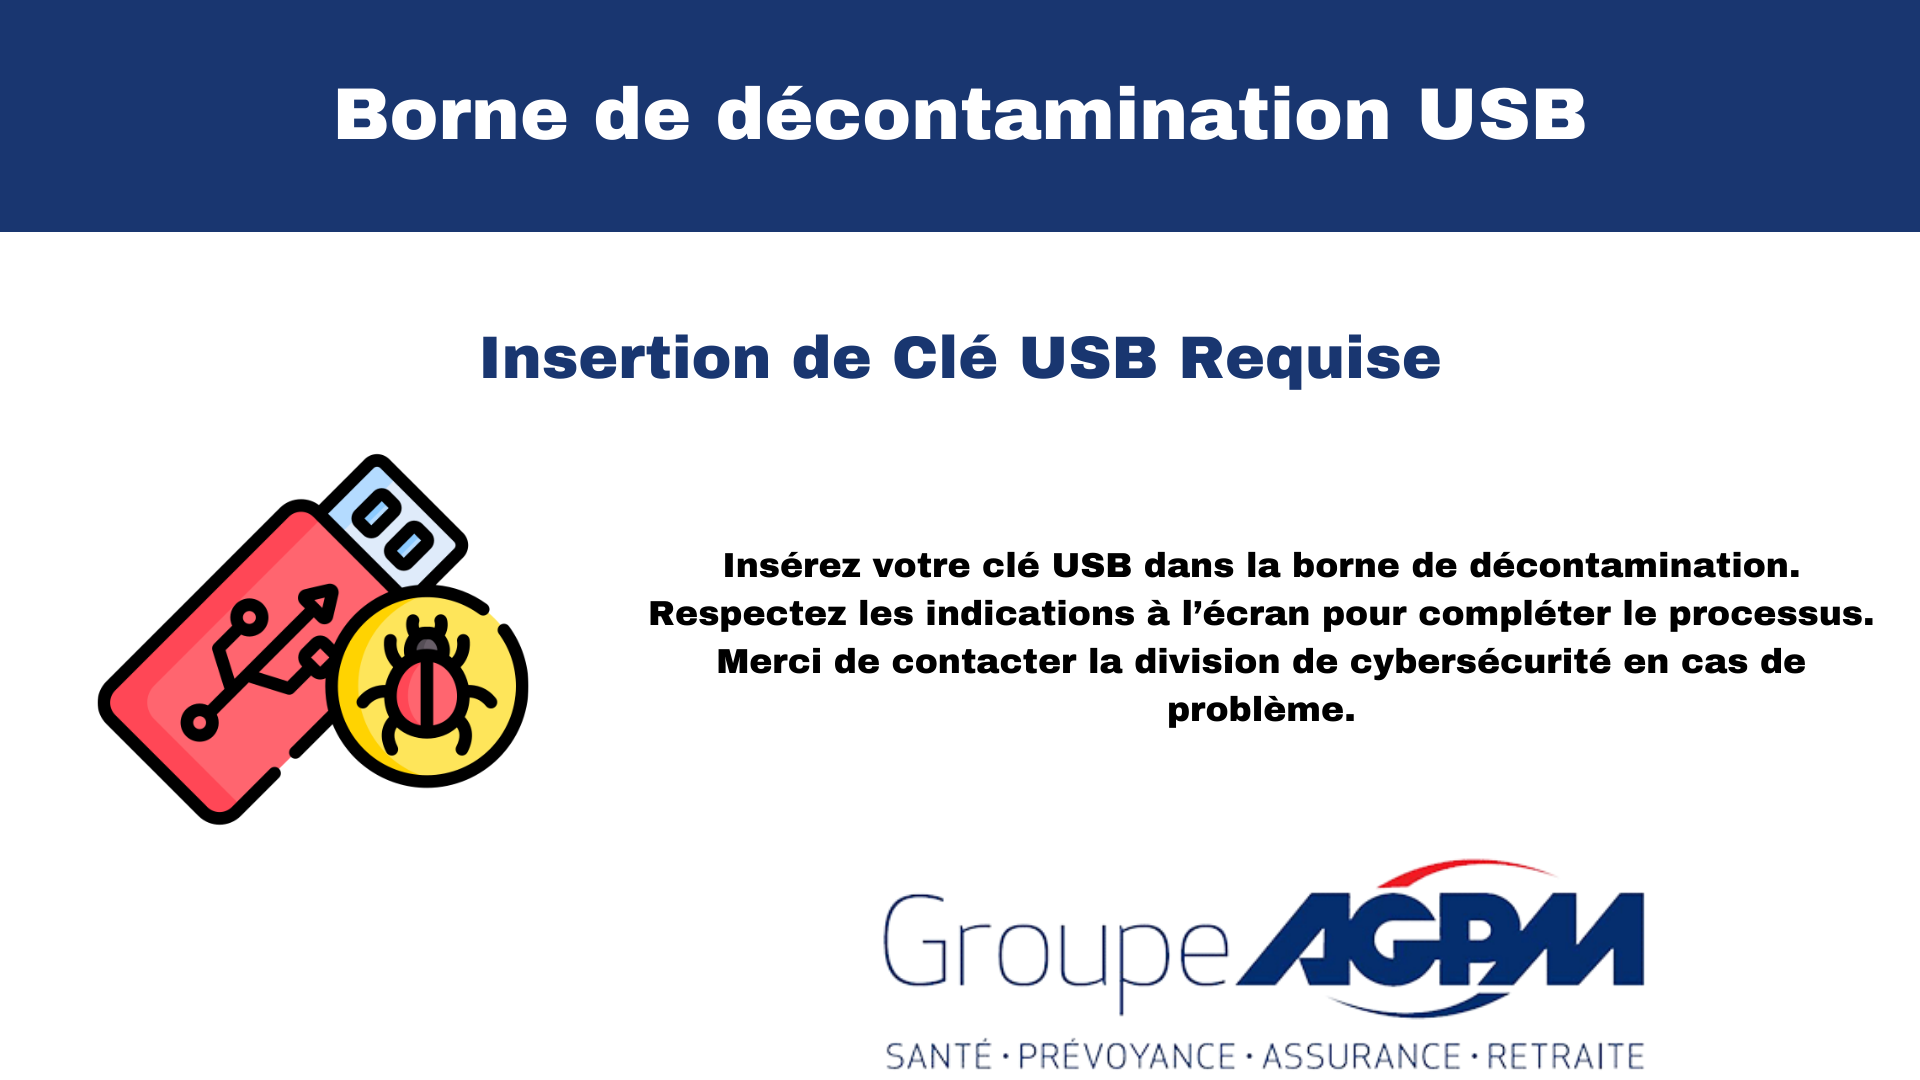 Borne de décontamination USB
Insertion de Clé USB Requise
Insérez votre clé USB dans la borne de décontamination.
Respectez les indications à l’écran pour compléter le processus.
Merci de contacter la division de cybersécurité en cas de
problème.
Groupe AGPM
SANTÉ · PRÉVOYANCE · ASSURANCE · RETRAITE